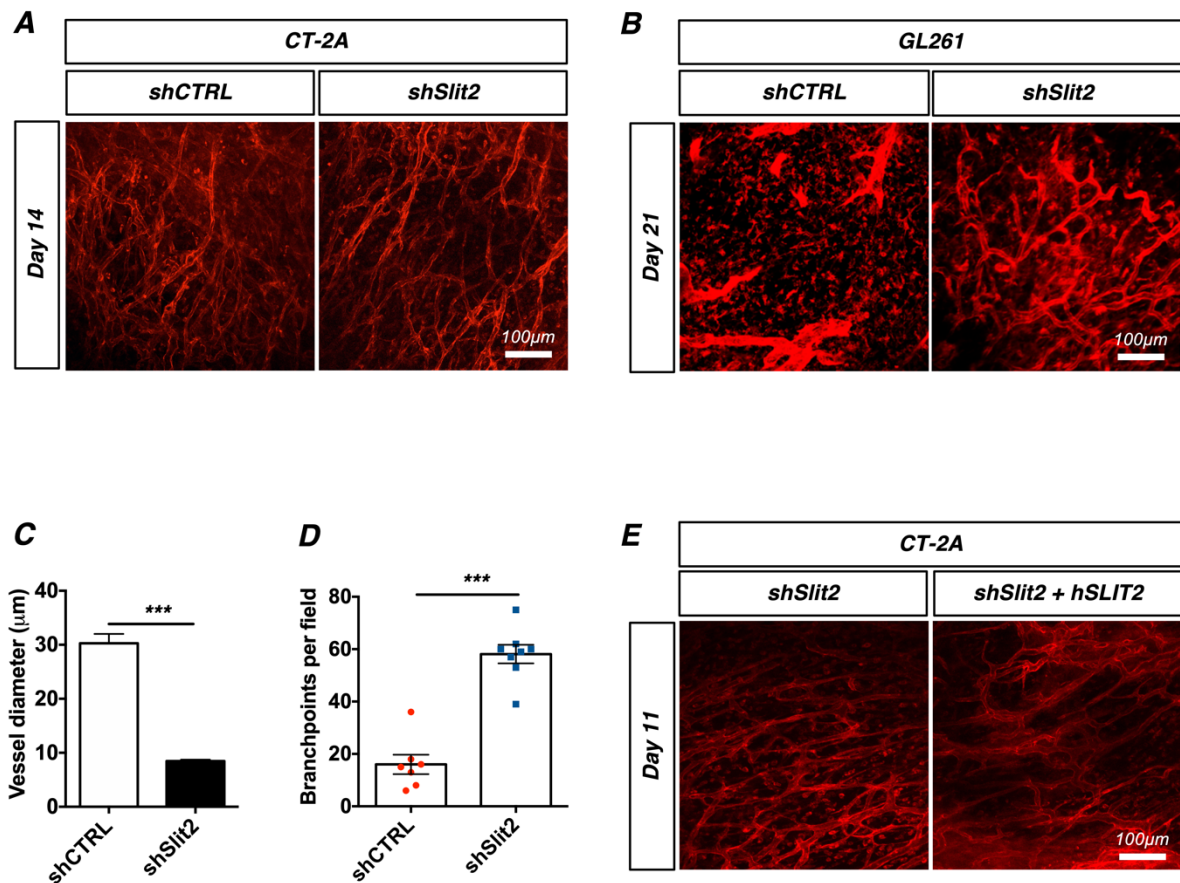 A
CT-2A
shCTRL
shSlit2
Day 14
100µm
B
GL261
shCTRL
shSlit2
Day 21
100µm
C
Vessel diameter (µm)
40
30
20
10
0
***
shCTRL
shSlit2
D
Branchpoints per field
80
60
40
20
0
***
shCTRL
shSlit2
E
CT-2A
shSlit2
shSlit2 + hSLIT2
Day 11
100µm